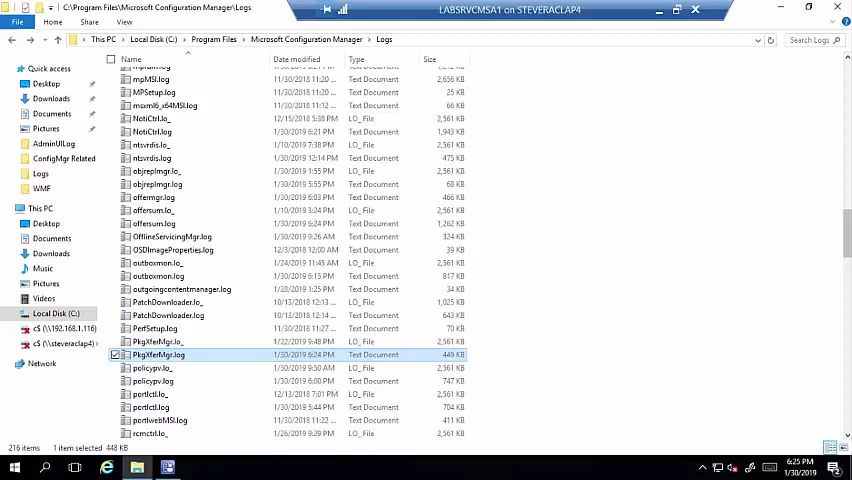 C:\Program Files\Microsoft Configuration Manager\Logs
LABSRVCMSA1 on STEVERACLAP4
File Home Share View
This PC > Local Disk (C:) > Program Files > Microsoft Configuration Manager > Logs
Search Logs
Name Date modified Type Size
mpMSI.log 11/30/2018 11:20 ... Text Document 2,656 KB
MPSetup.log 11/30/2018 11:20 ... Text Document 25 KB
msxml6_x64MSI.log 11/30/2018 11:12 ... Text Document 66 KB
NotiCtrl.lo_ 12/15/2018 5:38 PM LO_ File 2,561 KB
NotiCtrl.log 1/30/2019 6:21 PM Text Document 1,943 KB
ntsvrdis.lo_ 1/10/2019 7:38 PM LO_ File 2,561 KB
ntsvrdis.log 1/30/2019 12:14 PM Text Document 475 KB
objreplmgr.lo_ 1/30/2019 1:55 PM LO_ File 2,561 KB
objreplmgr.log 1/30/2019 5:55 PM Text Document 68 KB
offermgr.log 1/30/2019 6:03 PM Text Document 466 KB
offersum.lo_ 1/10/2019 3:24 PM LO_ File 2,561 KB
offersum.log 1/30/2019 6:24 PM Text Document 1,262 KB
OfflineServicingMgr.log 1/30/2019 9:26 AM Text Document 324 KB
OSDImageProperties.log 12/3/2018 12:00 AM Text Document 39 KB
outboxmon.lo_ 1/24/2019 11:45 AM LO_ File 2,561 KB
outboxmon.log 1/30/2019 6:15 PM Text Document 817 KB
outgoingcontentmanager.log 1/28/2019 1:25 PM Text Document 34 KB
PatchDownloader.lo_ 10/13/2018 12:13 ... LO_ File 1,025 KB
PatchDownloader.log 10/13/2018 12:14 ... Text Document 643 KB
PerfSetup.log 11/30/2018 11:27 ... Text Document 70 KB
PkgXferMgr.lo_ 1/22/2019 9:48 PM LO_ File 2,561 KB
PkgXferMgr.log 1/30/2019 6:24 PM Text Document 449 KB
policypv.lo_ 1/30/2019 9:50 AM LO_ File 2,561 KB
policypv.log 1/30/2019 6:00 PM Text Document 747 KB
portlctl.lo_ 12/13/2018 7:01 PM LO_ File 2,561 KB
portlctl.log 1/30/2019 5:44 PM Text Document 704 KB
portlwebMSI.log 11/30/2018 11:22 ... Text Document 411 KB
rcmctrl.lo_ 1/26/2019 9:29 PM LO_ File 2,561 KB
Quick access
Desktop
Downloads
Documents
Pictures
AdminUILog
ConfigMgr Related
Logs
WMF
This PC
Desktop
Documents
Downloads
Music
Pictures
Videos
Local Disk (C:)
c$ (\\192.168.1.116)
c$ (\\steveraclap4) (
Network
216 items 1 item selected 448 KB
6:25 PM
1/30/2019
2